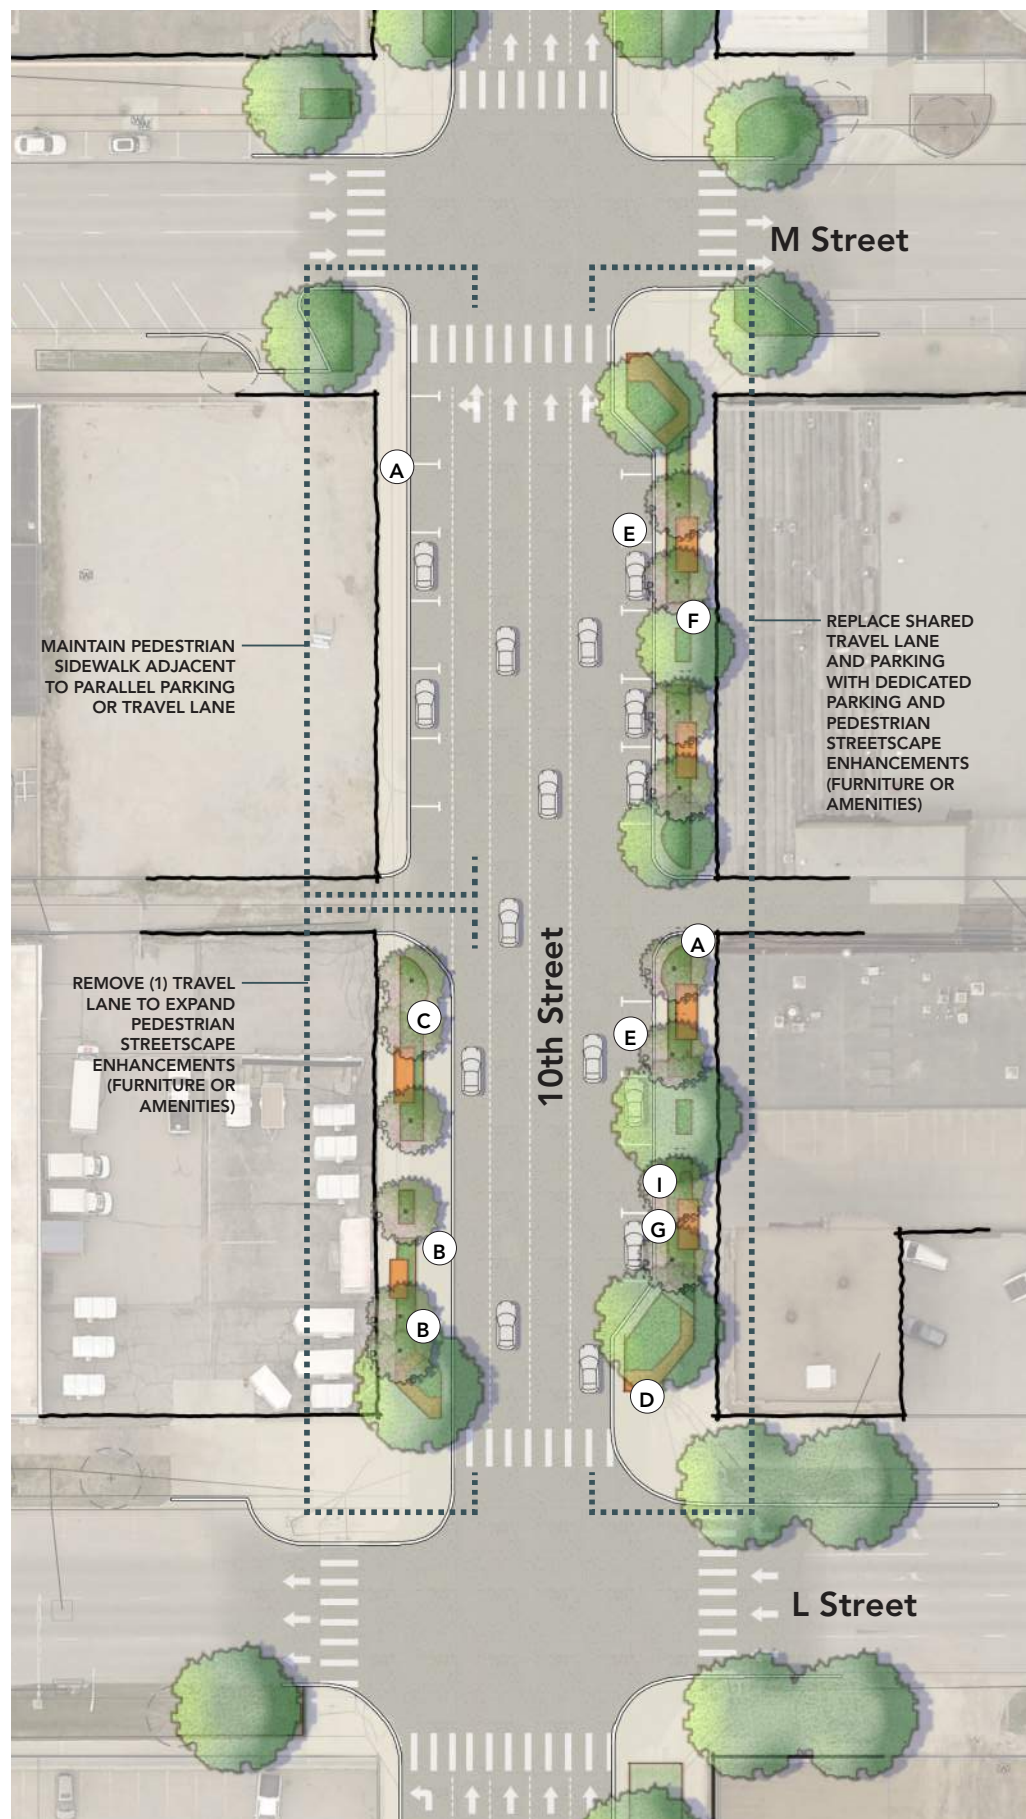 M Street
A
E
F
MAINTAIN PEDESTRIAN
SIDEWALK ADJACENT
TO PARALLEL PARKING
OR TRAVEL LANE
REPLACE SHARED
TRAVEL LANE
AND PARKING
WITH DEDICATED
PARKING AND
PEDESTRIAN
STREETSCAPE
ENHANCEMENTS
(FURNITURE OR
AMENITIES)
A
REMOVE (1) TRAVEL
LANE TO EXPAND
PEDESTRIAN
STREETSCAPE
ENHANCEMENTS
(FURNITURE OR
AMENITIES)
C
10th Street
E
I
G
B
B
D
L Street